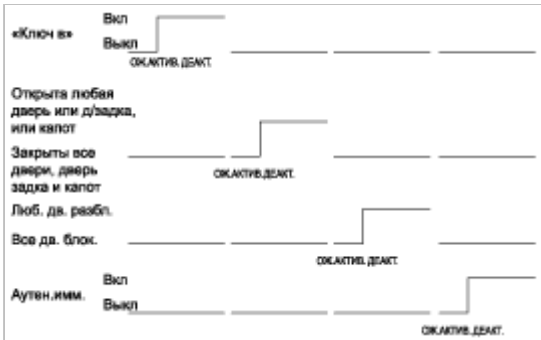 Вкл
«Ключ в»
Выкл
ОЖ.АКТИВ. ДЕАКТ.
Открыта любая
дверь или д/задка,
или капот
Закрыты все
двери, дверь
задка и капот
ОЖ.АКТИВ.ДЕАКТ.
Люб. дв. разбл.
Все дв. блок.
ОЖ.АКТИВ. ДЕАКТ.
Вкл
Аутен.имм.
Выкл
ОЖ.АКТИВ. ДЕАКТ.